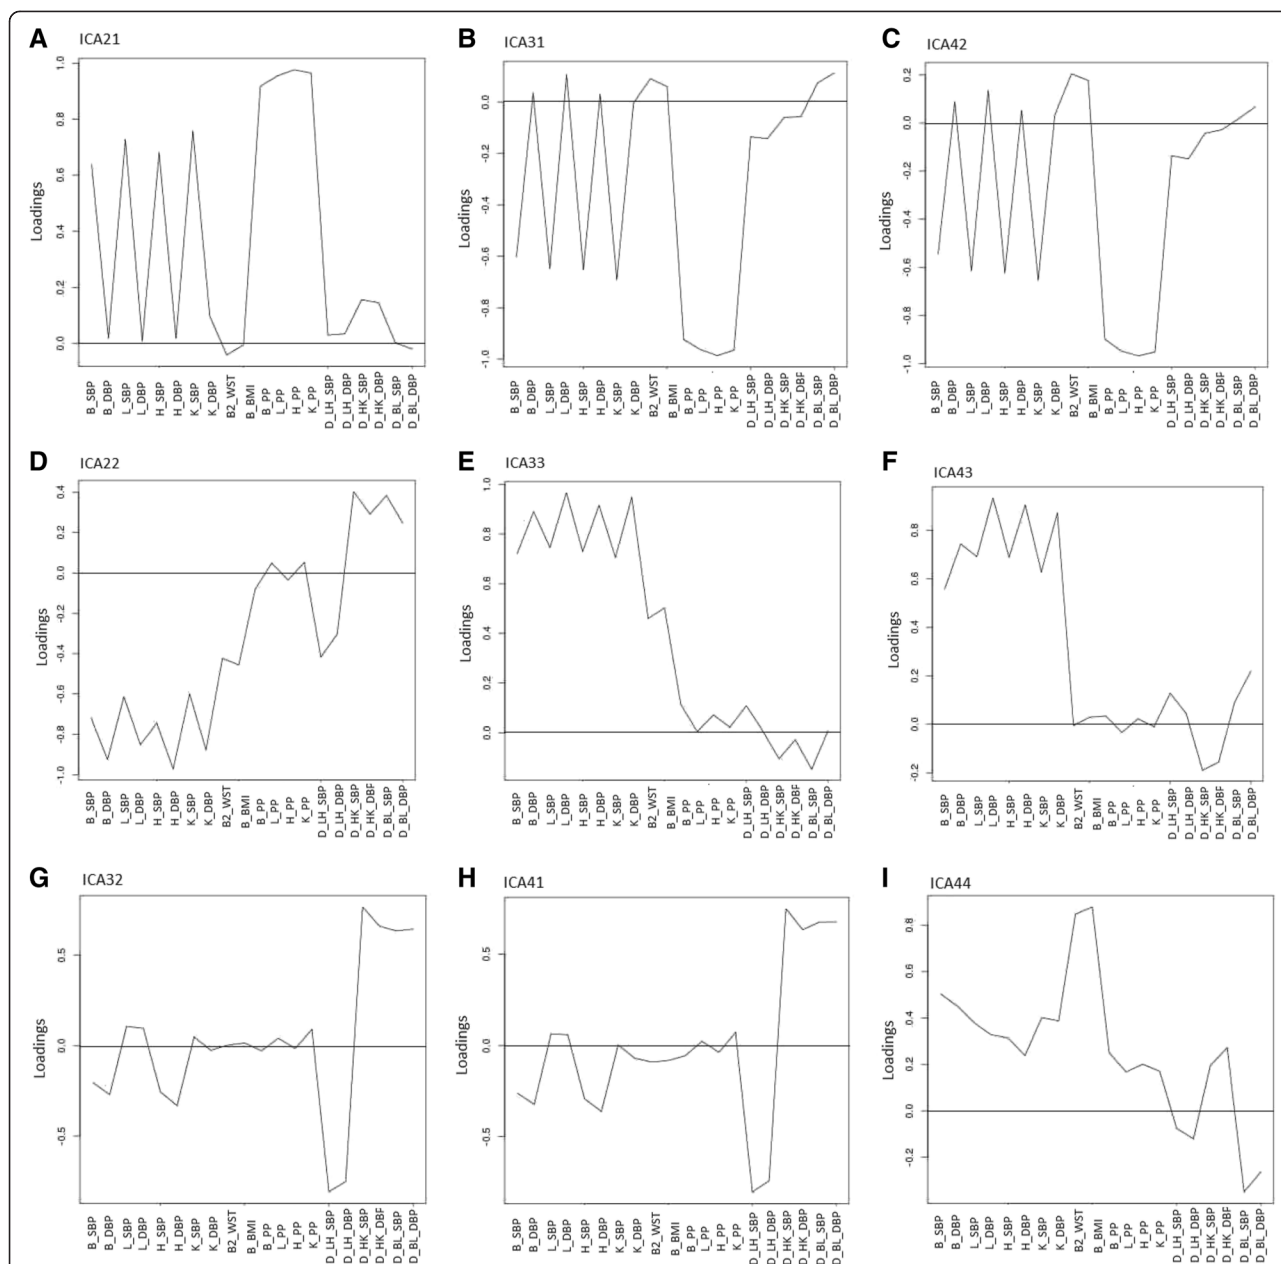 A ICA21
Loadings
1.0
0.8
0.6
0.4
0.2
0.0
B_SBP
B_DBP
L_SBP
L_DBP
H_SBP
H_DBP
K_SBP
K_DBP
B2_WST
B_BMI
B_PP
L_PP
H_PP
K_PP
D_LH_SBP
D_LH_DBP
D_HK_SBP
D_HK_DBP
D_BL_SBP
D_BL_DBP
B ICA31
Loadings
0.0
-0.2
-0.4
-0.6
-0.8
-1.0
B_SBP
B_DBP
L_SBP
L_DBP
H_SBP
H_DBP
K_SBP
K_DBP
B2_WST
B_BMI
B_PP
L_PP
H_PP
K_PP
D_LH_SBP
D_LH_DBP
D_HK_SBP
D_HK_DBF
D_BL_SBP
D_BL_DBP
C ICA42
Loadings
0.2
0.0
-0.2
-0.4
-0.6
-0.8
-1.0
B_SBP
B_DBP
L_SBP
L_DBP
H_SBP
H_DBP
K_SBP
K_DBP
B2_WST
B_BMI
B_PP
L_PP
H_PP
K_PP
D_LH_SBP
D_LH_DBP
D_HK_SBP
D_HK_DBF
D_BL_SBP
D_BL_DBP
D ICA22
Loadings
0.4
0.2
0.0
-0.2
-0.4
-0.6
-0.8
-1.0
B_SBP
B_DBP
L_SBP
L_DBP
H_SBP
H_DBP
K_SBP
K_DBP
B2_WST
B_BMI
B_PP
L_PP
H_PP
K_PP
D_LH_SBP
D_LH_DBP
D_HK_SBP
D_HK_DBF
D_BL_SBP
D_BL_DBP
E ICA33
Loadings
1.0
0.8
0.6
0.4
0.2
0.0
B_SBP
B_DBP
L_SBP
L_DBP
H_SBP
H_DBP
K_SBP
K_DBP
B2_WST
B_BMI
B_PP
L_PP
H_PP
K_PP
D_LH_SBP
D_LH_DBP
D_HK_SBP
D_HK_DBF
D_BL_SBP
D_BL_DBP
F ICA43
Loadings
0.8
0.6
0.4
0.2
0.0
-0.2
B_SBP
B_DBP
L_SBP
L_DBP
H_SBP
H_DBP
K_SBP
K_DBP
B2_WST
B_BMI
B_PP
L_PP
H_PP
K_PP
D_LH_SBP
D_LH_DBP
D_HK_SBP
D_HK_DBF
D_BL_SBP
D_BL_DBP
G ICA32
Loadings
0.5
0.0
-0.5
B_SBP
B_DBP
L_SBP
L_DBP
H_SBP
H_DBP
K_SBP
K_DBP
B2_WST
B_BMI
B_PP
L_PP
H_PP
K_PP
D_LH_SBP
D_LH_DBP
D_HK_SBP
D_HK_DBF
D_BL_SBP
D_BL_DBP
H ICA41
Loadings
0.5
0.0
-0.5
B_SBP
B_DBP
L_SBP
L_DBP
H_SBP
H_DBP
K_SBP
K_DBP
B2_WST
B_BMI
B_PP
L_PP
H_PP
K_PP
D_LH_SBP
D_LH_DBP
D_HK_SBP
D_HK_DBP
D_BL_SBP
D_BL_DBP
I ICA44
Loadings
0.8
0.6
0.4
0.2
0.0
-0.2
B_SBP
B_DBP
L_SBP
L_DBP
H_SBP
H_DBP
K_SBP
K_DBP
B2_WST
B_BMI
B_PP
L_PP
H_PP
K_PP
D_LH_SBP
D_LH_DBP
D_HK_SBP
D_HK_DBF
D_BL_SBP
D_BL_DBP